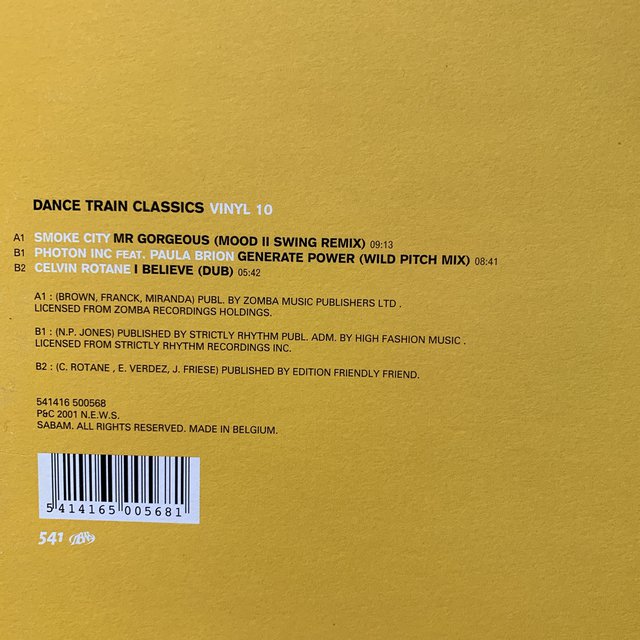 DANCE TRAIN CLASSICS VINYL 10
A1 SMOKE CITY MR GORGEOUS (MOOD II SWING REMIX) 09:13
B1 PHOTON INC FEAT. PAULA BRION GENERATE POWER (WILD PITCH MIX) 08:41
B2 CELVIN ROTANE I BELIEVE (DUB) 05:42
A1 : (BROWN, FRANCK, MIRANDA) PUBL. BY ZOMBA MUSIC PUBLISHERS LTD .
LICENSED FROM ZOMBA RECORDINGS HOLDINGS.
B1 : (N.P. JONES) PUBLISHED BY STRICTLY RHYTHM PUBL. ADM. BY HIGH FASHION MUSIC .
LICENSED FROM STRICTLY RHYTHM RECORDINGS INC.
B2 : (C. ROTANE , E. VERDEZ, J. FRIESE) PUBLISHED BY EDITION FRIENDLY FRIEND.
541416 500568
P&C 2001 N.E.W.S.
SABAM. ALL RIGHTS RESERVED. MADE IN BELGIUM.
5 414165 005681
541